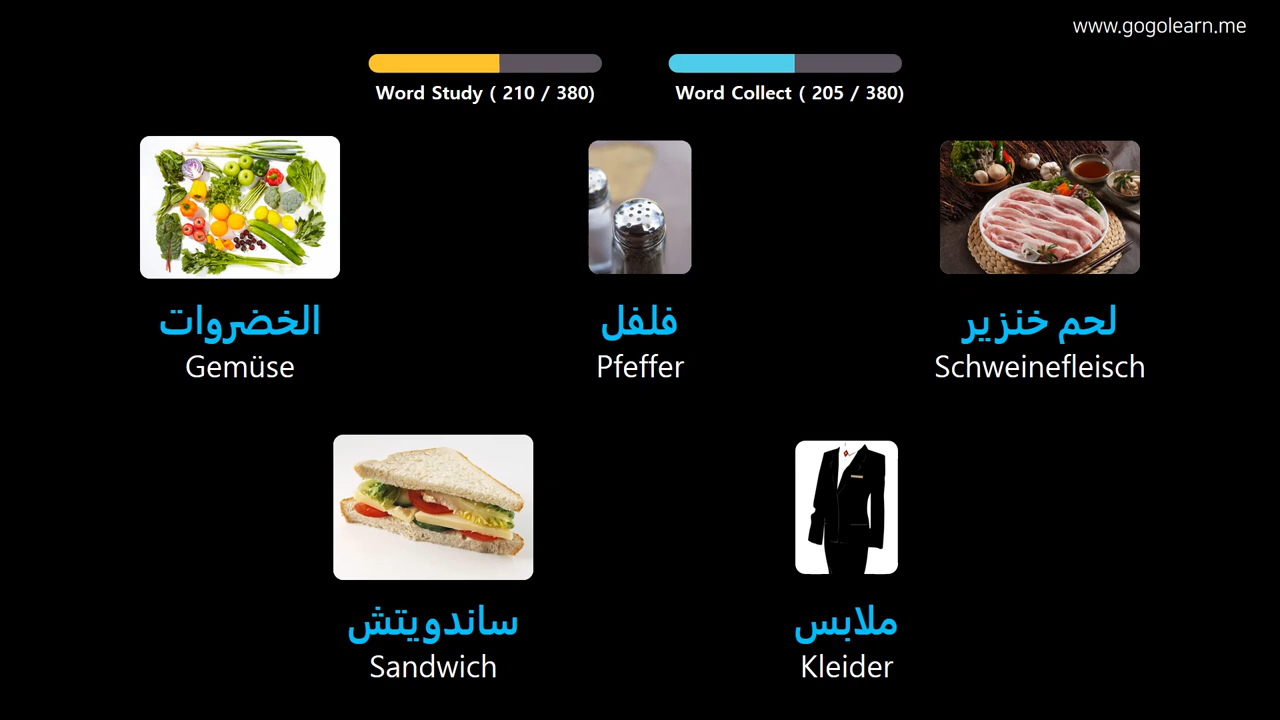 www.gogolearn.me
Word Study ( 210 / 380)
Word Collect ( 205 / 380)
الخضروات
Gemüse
فلفل
Pfeffer
لحم خنزير
Schweinefleisch
ساندويتش
Sandwich
ملابس
Kleider